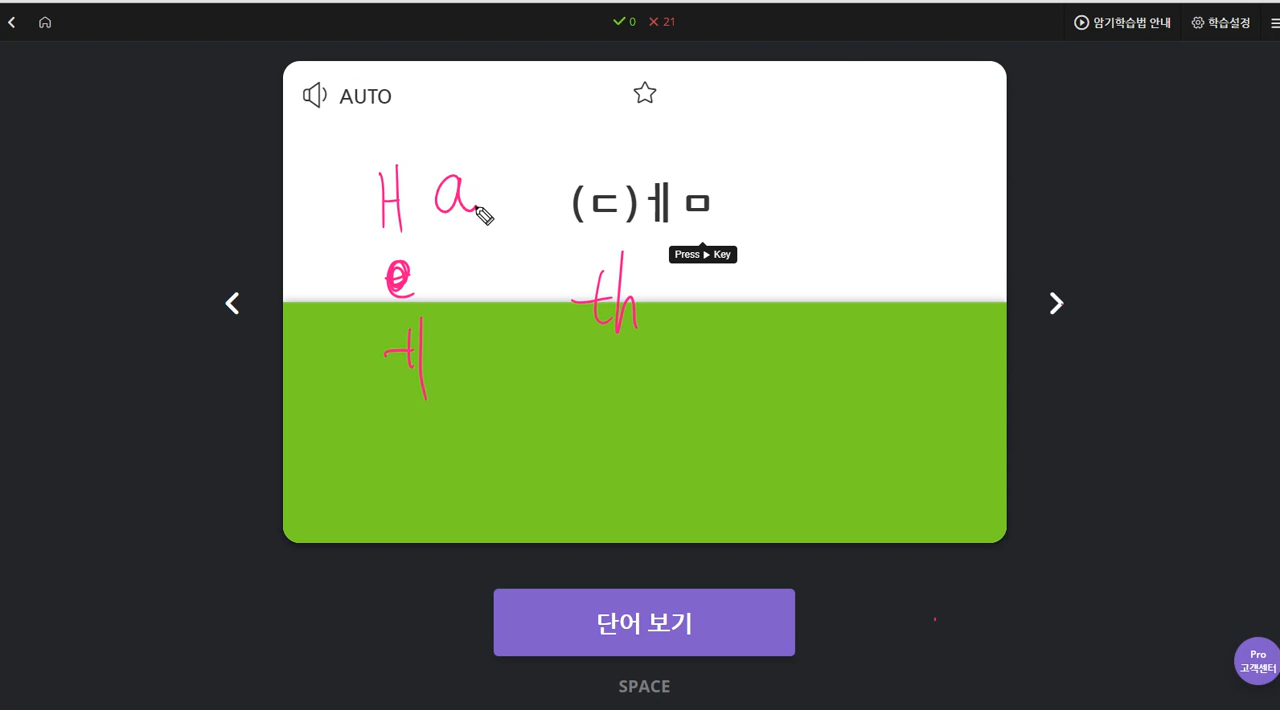 0 21 암기학습법 안내 학습설정
AUTO
H a (ㄷ)ㅔㅁ
Press ▶ Key
e th
ㅔ
단어 보기
SPACE
Pro
고객센터